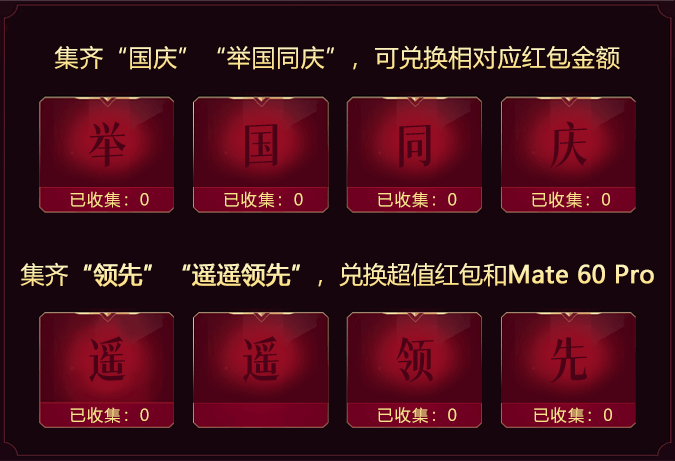 集齐“国庆”“举国同庆”，可兑换相对应红包金额
举 国 同 庆
已收集：0 已收集：0 已收集：0 已收集：0
集齐“领先”“遥遥领先”，兑换超值红包和Mate 60 Pro
遥 遥 领 先
已收集：0 已收集：0 已收集：0